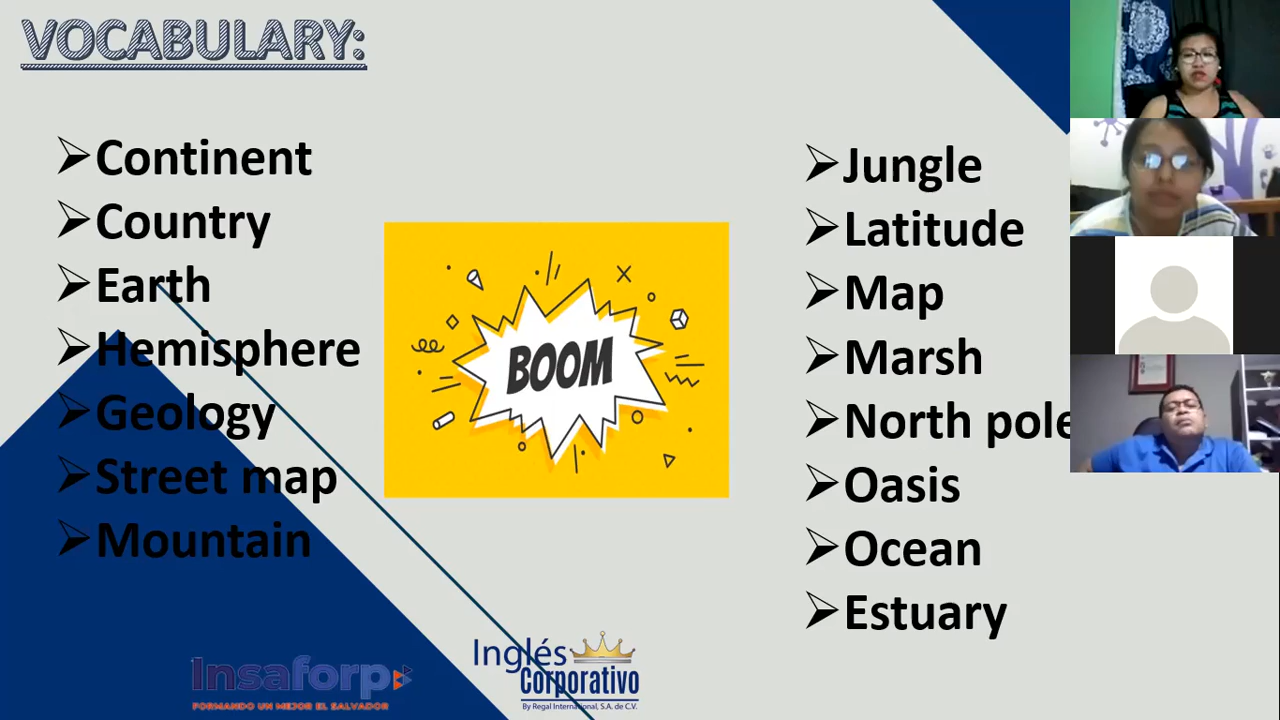 VOCABULARY:
➢Continent
➢Country
➢Earth
➢Hemisphere
➢Geology
➢Street map
➢Mountain
BOOM
➢Jungle
➢Latitude
➢Map
➢Marsh
➢North pole
➢Oasis
➢Ocean
➢Estuary
Insaforp
FORMANDO UN MEJOR EL SALVADOR
Inglés
Corporativo
By Regal International, S.A. de C.V.